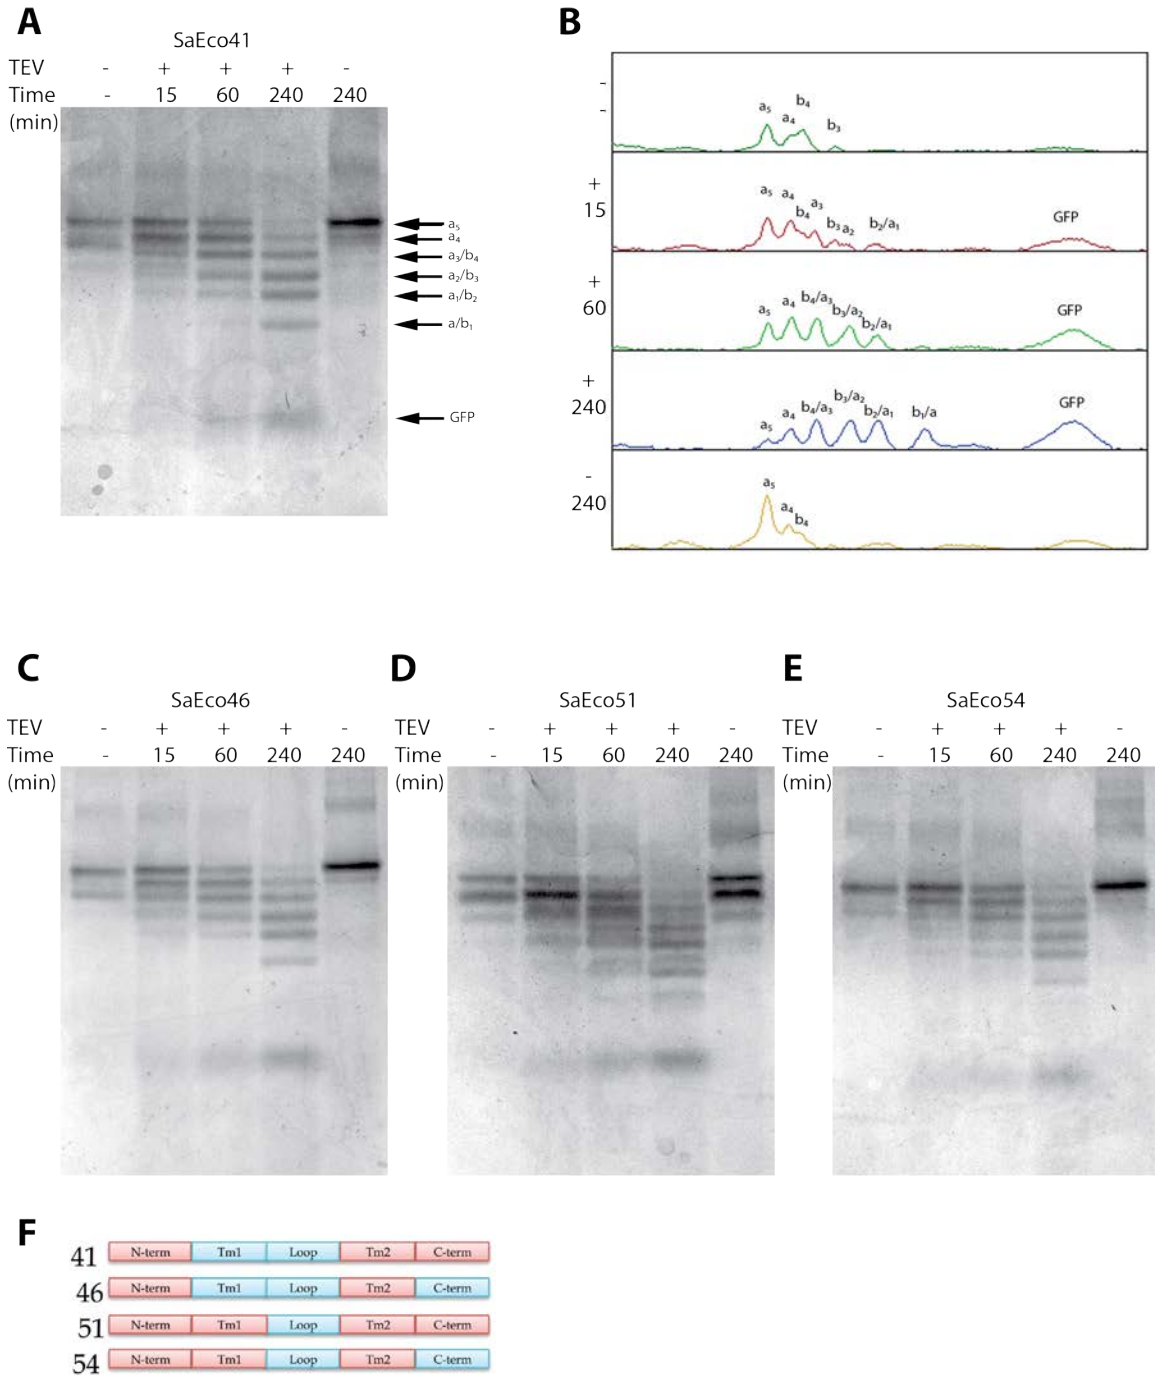 A
SaEco41
TEV - + + + -
Time - 15 60 240 240
(min)
a5
a4
a3/b4
a2/b3
a1/b2
a/b1
GFP
B
-
-
a5 a4 b4 b3
+
15
a5 a4 b4 a3 b3 a2 b2/a1 GFP
+
60
a5 a4 b4/a3 b3/a2 b2/a1 GFP
+
240
a5 a4 b4/a3 b3/a2 b2/a1 b1/a GFP
-
240
a5 a4 b4
C
SaEco46
TEV - + + + -
Time - 15 60 240 240
(min)
D
SaEco51
TEV - + + + -
Time - 15 60 240 240
(min)
E
SaEco54
TEV - + + + -
Time - 15 60 240 240
(min)
F
41 N-term Tm1 Loop Tm2 C-term
46 N-term Tm1 Loop Tm2 C-term
51 N-term Tm1 Loop Tm2 C-term
54 N-term Tm1 Loop Tm2 C-term